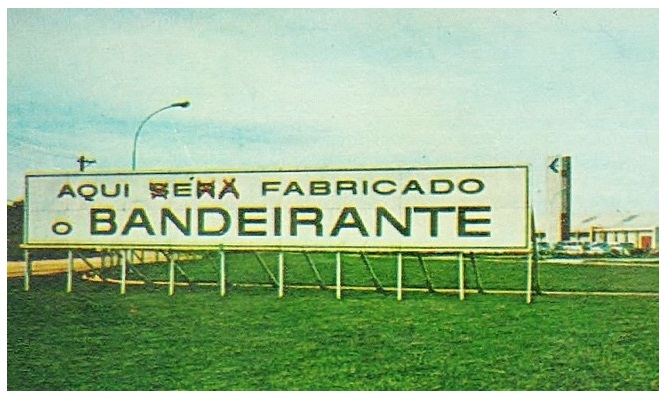 AQUI SERÁ FABRICADO
O BANDEIRANTE